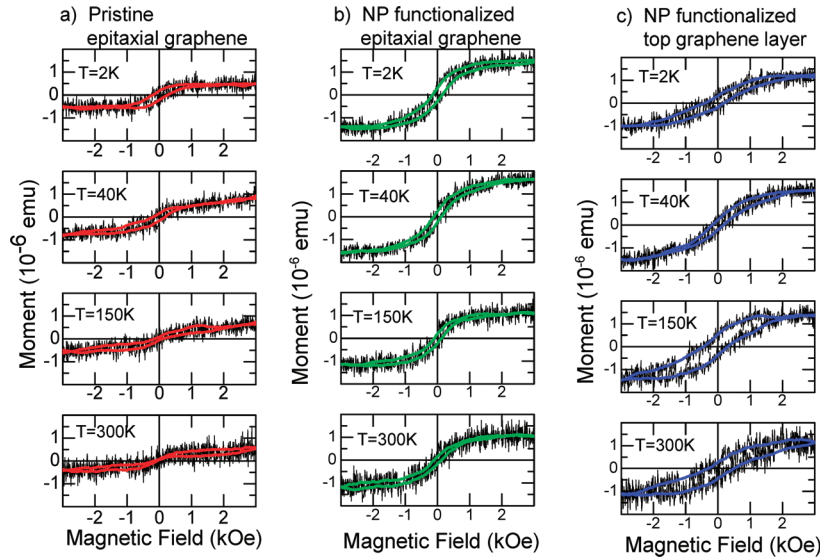 a) Pristine
epitaxial graphene
T=2K
1
0
-1
-2 -1 0 1 2
T=40K
1
0
-1
-2 -1 0 1 2
T=150K
1
0
-1
-2 -1 0 1 2
T=300K
1
0
-1
-2 -1 0 1 2
Magnetic Field (kOe)
Moment (10-6 emu)
b) NP functionalized
epitaxial graphene
T=2K
1
0
-1
-2 -1 0 1 2
T=40K
1
0
-1
-2 -1 0 1 2
T=150K
1
0
-1
-2 -1 0 1 2
T=300K
1
0
-1
-2 -1 0 1 2
Magnetic Field (kOe)
Moment (10-6 emu)
c) NP functionalized
top graphene layer
T=2K
1
0
-1
-2 -1 0 1 2
T=40K
1
0
-1
-2 -1 0 1 2
T=150K
1
0
-1
-2 -1 0 1 2
T=300K
1
0
-1
-2 -1 0 1 2
Magnetic Field (kOe)
Moment (10-6 emu)